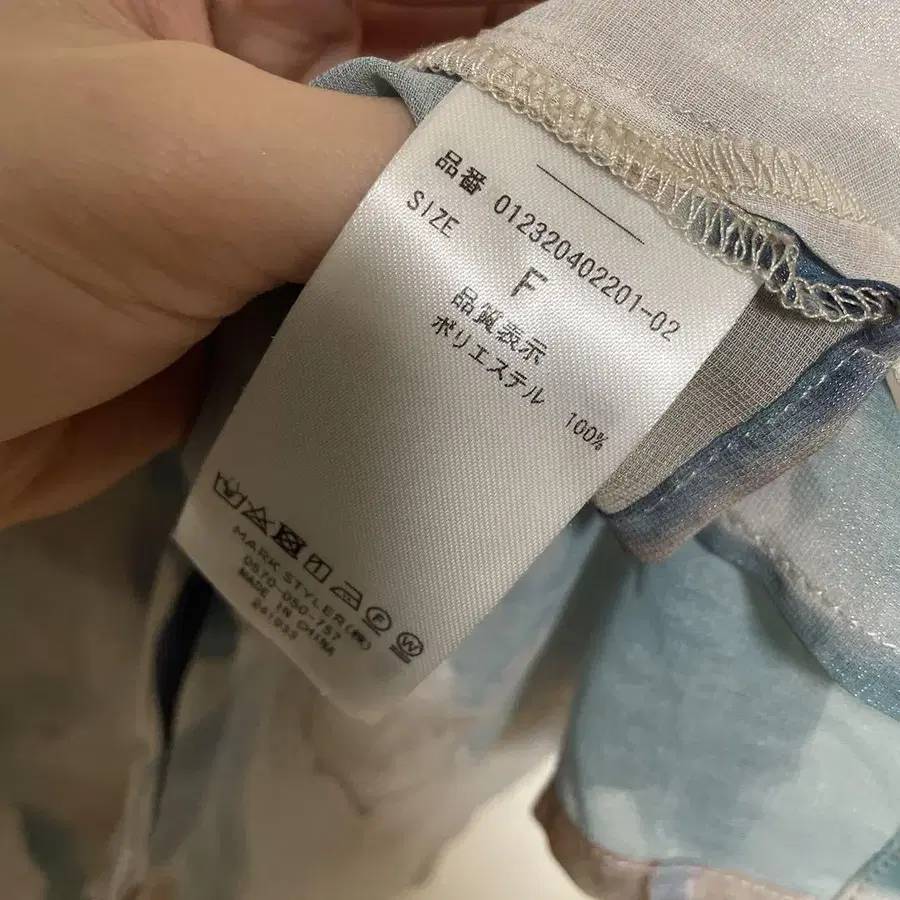 品番 012320402201-02
SIZE F
品質表示
ポリエステル 100%
MARK STYLER(株)
0570-050-757
MADE IN CHINA